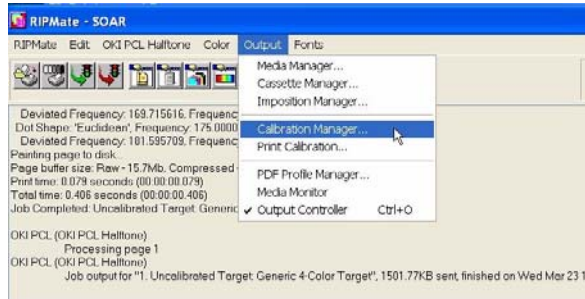 RIPMate - SOAR
RIPMate Edit OKI PCL Halftone Color Output Fonts
Media Manager...
Cassette Manager...
Imposition Manager...
Calibration Manager...
Print Calibration...
PDF Profile Manager...
Media Monitor
✓ Output Controller Ctrl+O
Deviated Frequency: 169.715616, Frequenc
Dot Shape: 'Euclidean', Frequency: 175.0000
Deviated Frequency: 181.595709, Frequenc
Painting page to disk...
Page buffer size: Raw - 15.7Mb. Compressed -
Print time: 0.079 seconds (00:00:00.079)
Total time: 0.406 seconds (00:00:00.406)
Job Completed: Uncalibrated Target: Generic
OKI PCL (OKI PCL Halftone)
Processing page 1
OKI PCL (OKI PCL Halftone)
Job output for "1. Uncalibrated Target: Generic 4-Color Target", 1501.77KB sent, finished on Wed Mar 23 1